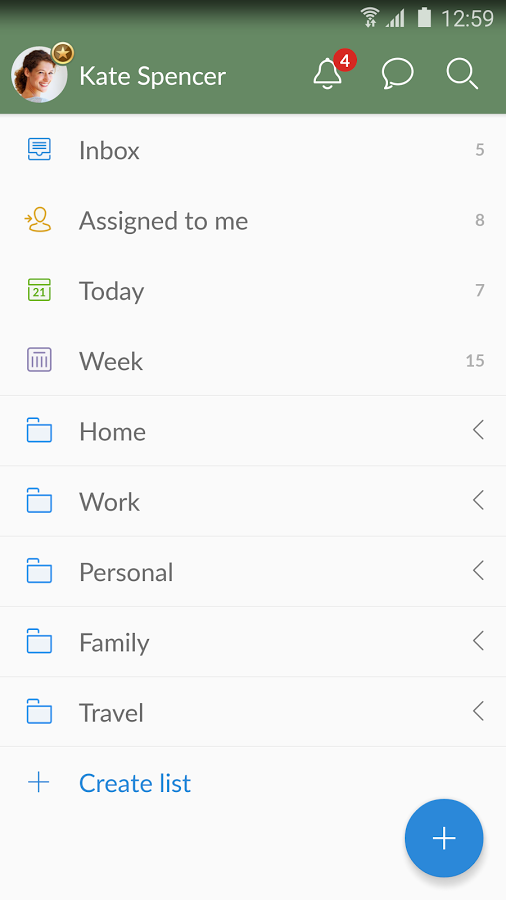 12:59
Kate Spencer
4
Inbox 5
Assigned to me 8
21
Today 7
Week 15
Home
Work
Personal
Family
Travel
Create list